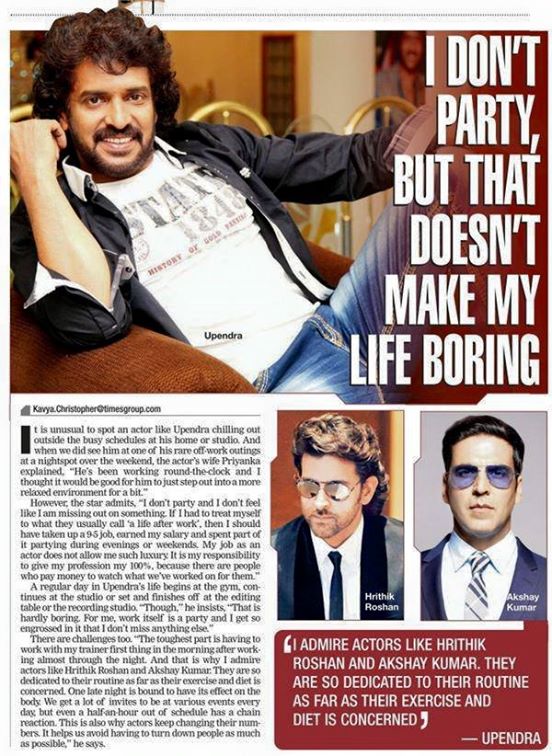 I DON'T
PARTY,
BUT THAT
DOESN'T
MAKE MY
LIFE BORING
STAN
1848
HISTORY OF GOLD
Upendra
Kavya.Christopher@timesgroup.com
It is unusual to spot an actor like Upendra chilling out
outside the busy schedules at his home or studio. And
when we did see him at one of his rare off-work outings
at a nightspot over the weekend, the actor's wife Priyanka
explained, "He's been working round-the-clock and I
thought it would be good for him to just step out into a more
relaxed environment for a bit."
However, the star admits, "I don't party and I don't feel
like I am missing out on something. If I had to treat myself
to what they usually call 'a life after work', then I should
have taken up a 9-5 job, earned my salary and spent part of
it partying during evenings or weekends. My job as an
actor does not allow me such luxury. It is my responsibility
to give my profession my 100%, because there are people
who pay money to watch what we've worked on for them."
A regular day in Upendra's life begins at the gym, con-
tinues at the studio or set and finishes off at the editing
table or the recording studio. "Though," he insists, "That is
hardly boring. For me, work itself is a party and I get so
engrossed in it that I don't miss anything else."
There are challenges too. "The toughest part is having to
work with my trainer first thing in the morning after work-
ing almost through the night. And that is why I admire
actors like Hrithik Roshan and Akshay Kumar. They are so
dedicated to their routine as far as their exercise and diet is
concerned. One late night is bound to have its effect on the
body. We get a lot of invites to be at various events every
day, but even a half-an-hour out of schedule has a chain
reaction. This is also why actors keep changing their num-
bers. It helps us avoid having to turn down people as much
as possible," he says.
Hrithik
Roshan
Akshay
Kumar
'I ADMIRE ACTORS LIKE HRITHIK
ROSHAN AND AKSHAY KUMAR. THEY
ARE SO DEDICATED TO THEIR ROUTINE
AS FAR AS THEIR EXERCISE AND
DIET IS CONCERNED'
— UPENDRA